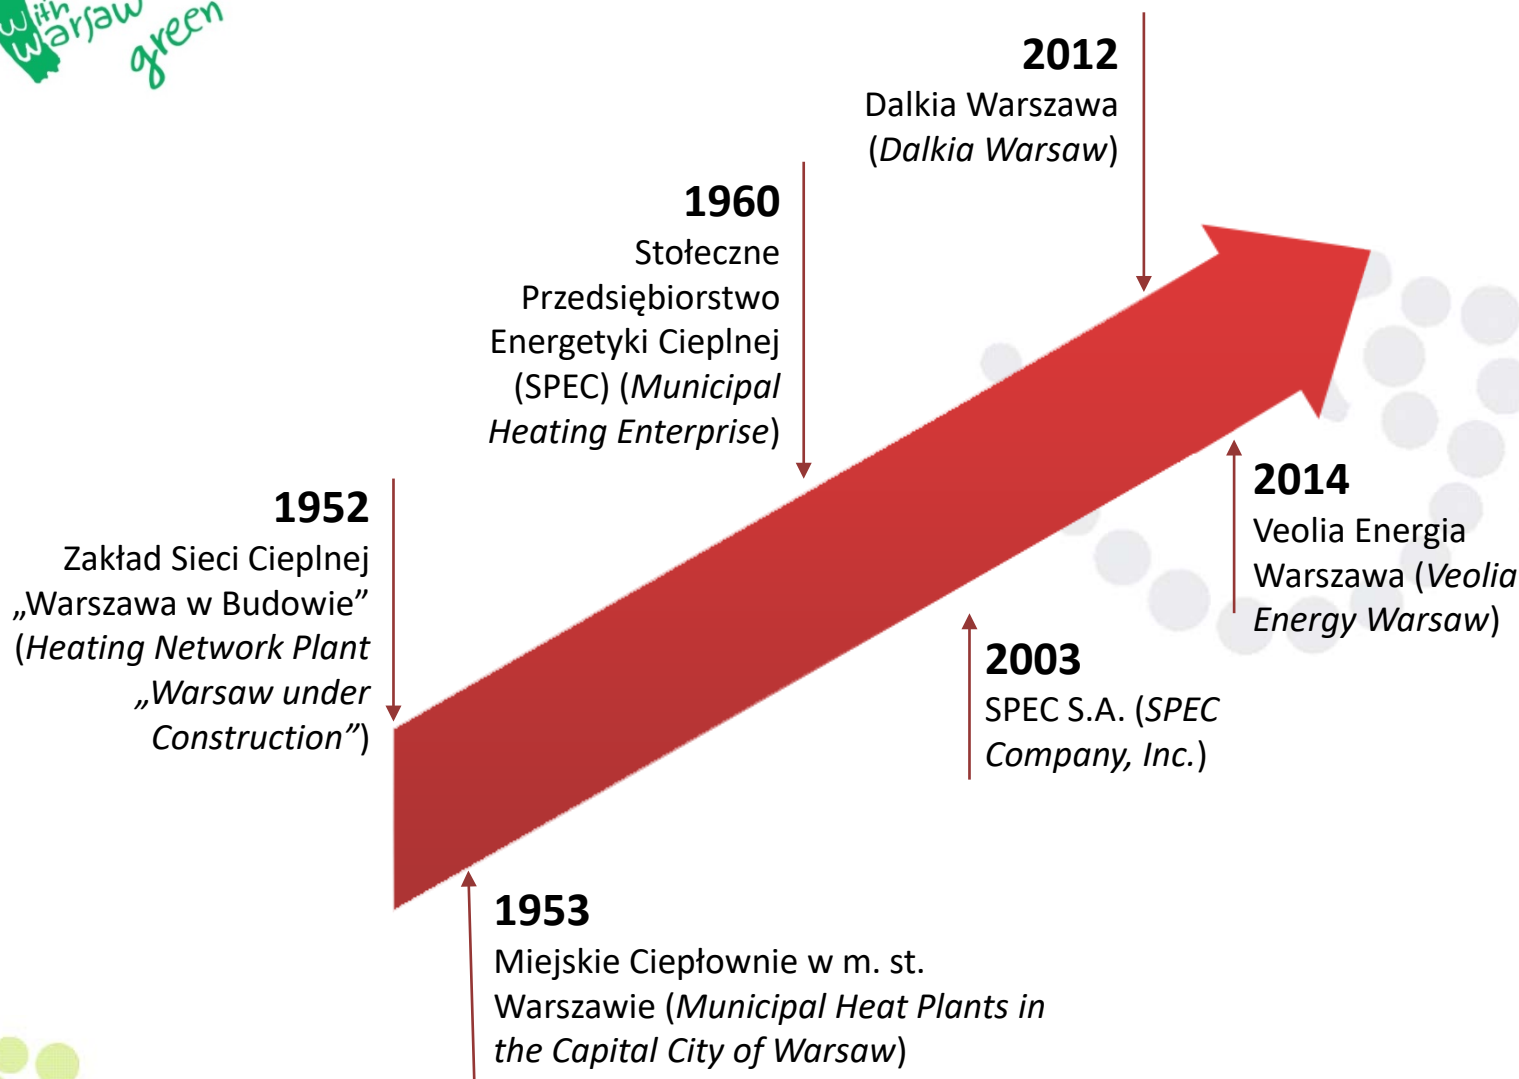 with
Warsaw
green
2012
Dalkia Warszawa
(Dalkia Warsaw)
1960
Stołeczne
Przedsiębiorstwo
Energetyki Cieplnej
(SPEC) (Municipal
Heating Enterprise)
1952
Zakład Sieci Cieplnej
„Warszawa w Budowie”
(Heating Network Plant
„Warsaw under
Construction”)
2014
Veolia Energia
Warszawa (Veolia
Energy Warsaw)
2003
SPEC S.A. (SPEC
Company, Inc.)
1953
Miejskie Ciepłownie w m. st.
Warszawie (Municipal Heat Plants in
the Capital City of Warsaw)